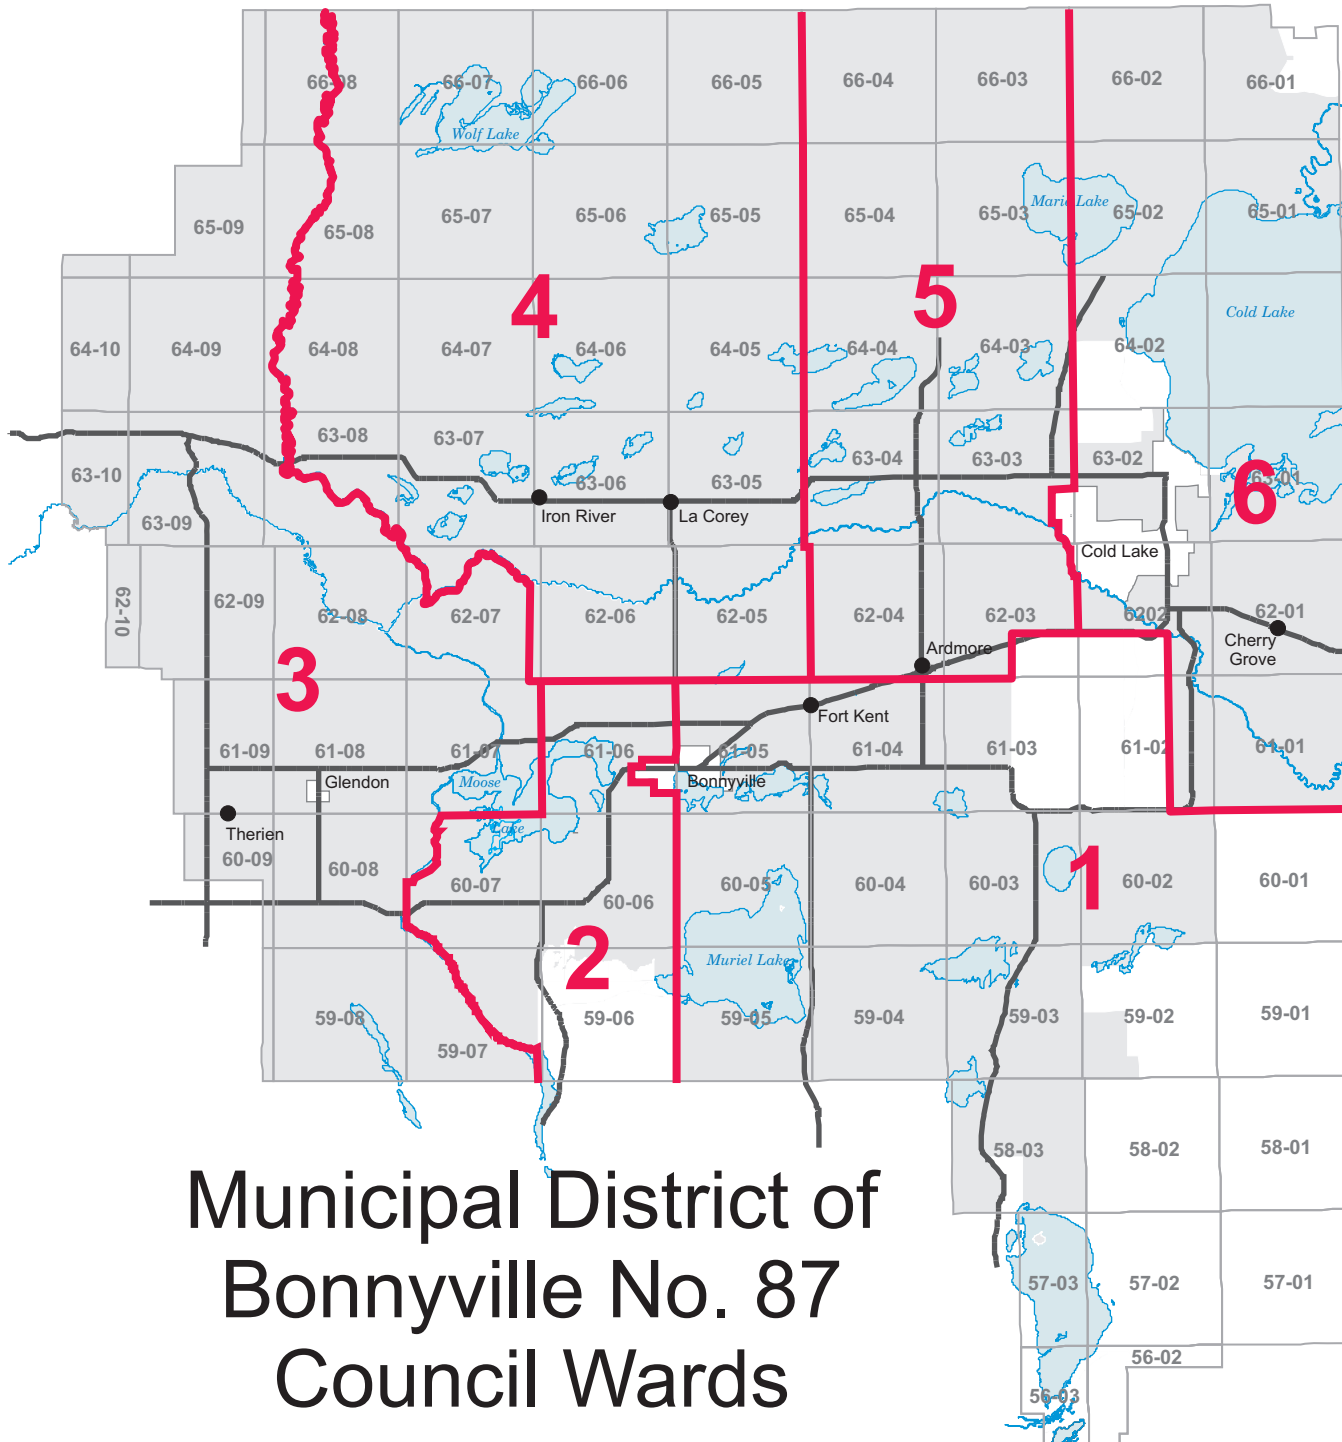 66-08 66-07 66-06 66-05 66-04 66-03 66-02 66-01
Wolf Lake
65-09 65-08 65-07 65-06 65-05 65-04 65-03 Marie Lake 65-02 65-01
4 5
Cold Lake
64-10 64-09 64-08 64-07 64-06 64-05 64-04 64-03 64-02
63-10 63-09 63-08 63-07 63-06 63-05 63-04 63-03 63-02 63-01
6
Iron River La Corey
Cold Lake
62-10 62-09 62-08 62-07 62-06 62-05 62-04 62-03 6202 62-01
Cherry
Grove
Ardmore
3
Fort Kent
61-09 61-08 61-07 61-06 61-05 61-04 61-03 61-02 61-01
Glendon Moose
Lake
Bonnyville
Therien
60-09 60-08 60-07 60-06 60-05 60-04 60-03 60-02 60-01
1
2
Muriel Lake
59-08 59-07 59-06 59-05 59-04 59-03 59-02 59-01
58-03 58-02 58-01
57-03 57-02 57-01
56-02
56-03
Municipal District of
Bonnyville No. 87
Council Wards